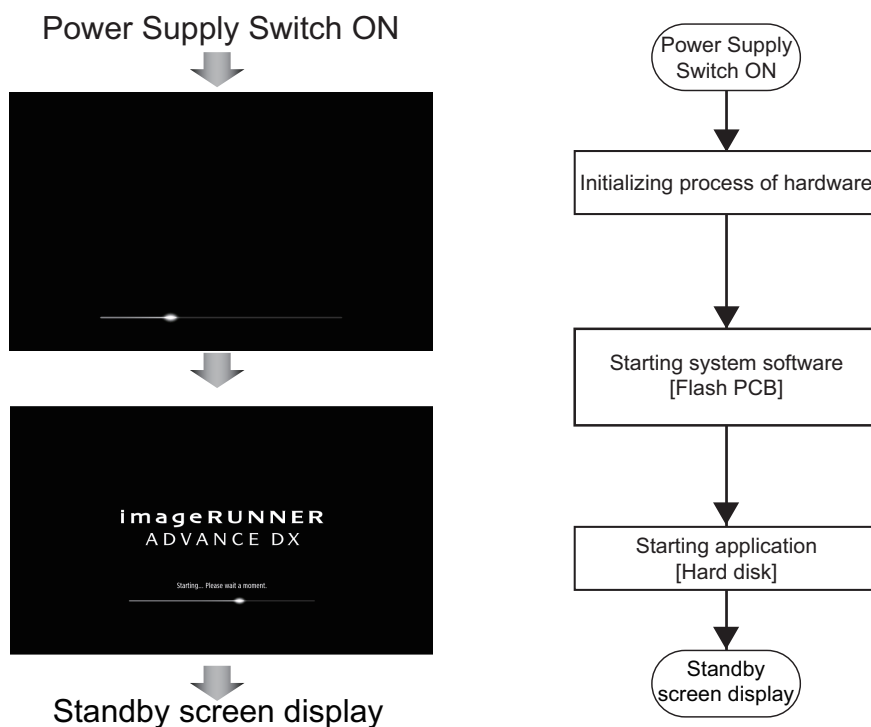 Power Supply Switch ON
imageRUNNER
ADVANCE DX
Starting... Please wait a moment.
Standby screen display
Power Supply
Switch ON
Initializing process of hardware
Starting system software
[Flash PCB]
Starting application
[Hard disk]
Standby
screen display